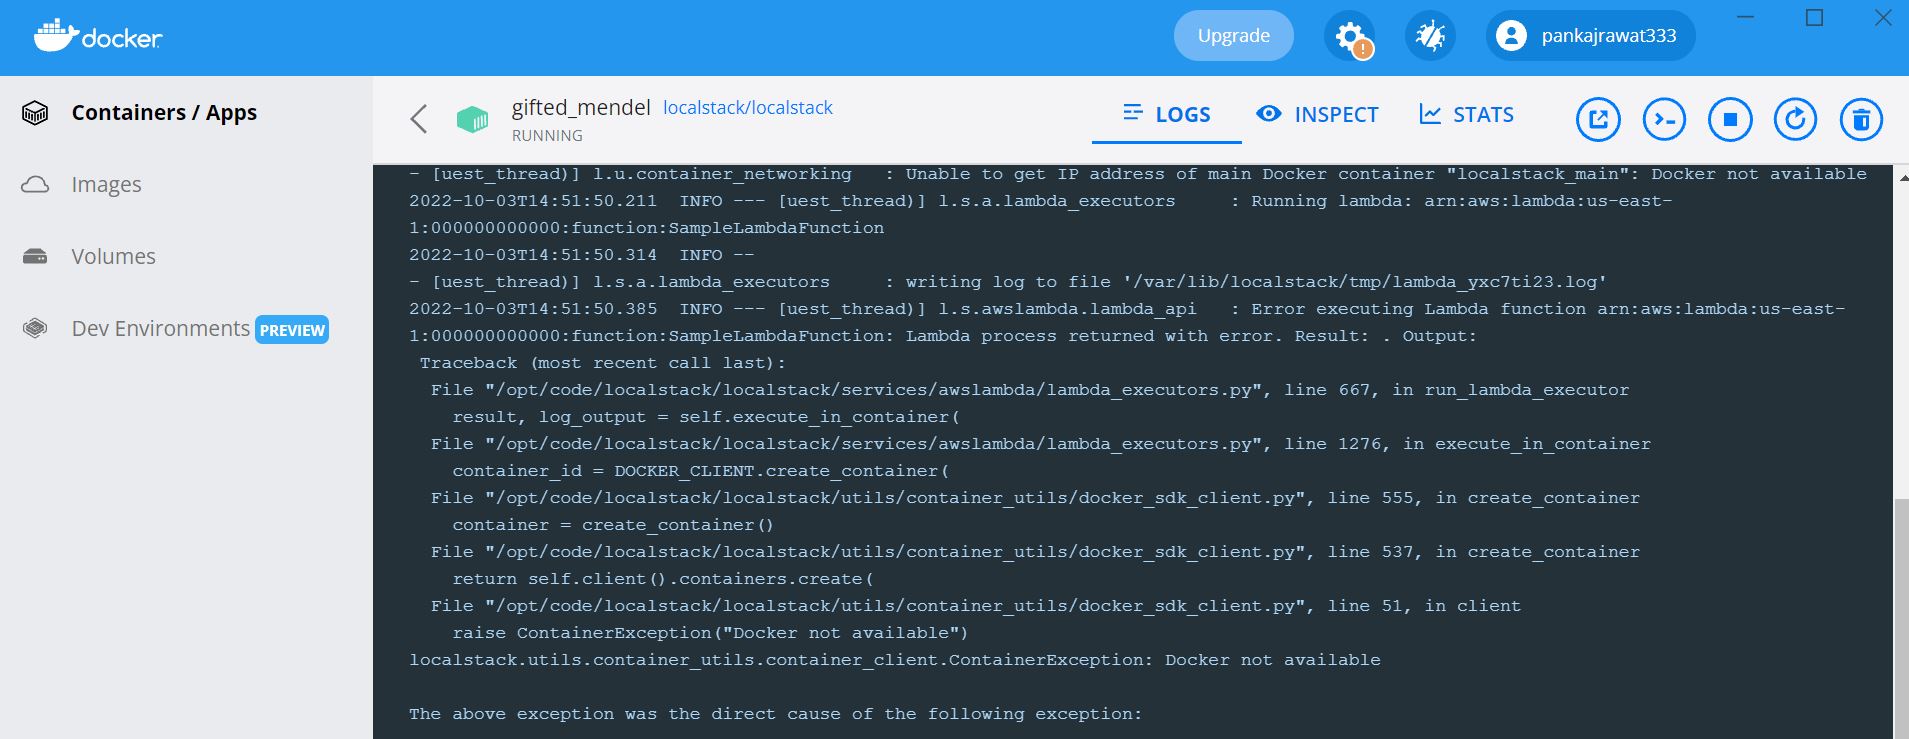 docker
Upgrade
!
pankajrawat333
Containers / Apps
Images
Volumes
Dev Environments PREVIEW
gifted_mendel localstack/localstack
RUNNING
LOGS
INSPECT
STATS
- [uest_thread)] l.u.container_networking   : Unable to get IP address of main Docker container "localstack_main": Docker not available
2022-10-03T14:51:50.211  INFO --- [uest_thread)] l.s.a.lambda_executors     : Running lambda: arn:aws:lambda:us-east-
1:000000000000:function:SampleLambdaFunction
2022-10-03T14:51:50.314  INFO --
- [uest_thread)] l.s.a.lambda_executors     : writing log to file '/var/lib/localstack/tmp/lambda_yxc7ti23.log'
2022-10-03T14:51:50.385  INFO --- [uest_thread)] l.s.awslambda.lambda_api   : Error executing Lambda function arn:aws:lambda:us-east-
1:000000000000:function:SampleLambdaFunction: Lambda process returned with error. Result: . Output:
Traceback (most recent call last):
File "/opt/code/localstack/localstack/services/awslambda/lambda_executors.py", line 667, in run_lambda_executor
result, log_output = self.execute_in_container(
File "/opt/code/localstack/localstack/services/awslambda/lambda_executors.py", line 1276, in execute_in_container
container_id = DOCKER_CLIENT.create_container(
File "/opt/code/localstack/localstack/utils/container_utils/docker_sdk_client.py", line 555, in create_container
container = create_container()
File "/opt/code/localstack/localstack/utils/container_utils/docker_sdk_client.py", line 537, in create_container
return self.client().containers.create(
File "/opt/code/localstack/localstack/utils/container_utils/docker_sdk_client.py", line 51, in client
raise ContainerException("Docker not available")
localstack.utils.container_utils.container_client.ContainerException: Docker not available
The above exception was the direct cause of the following exception: